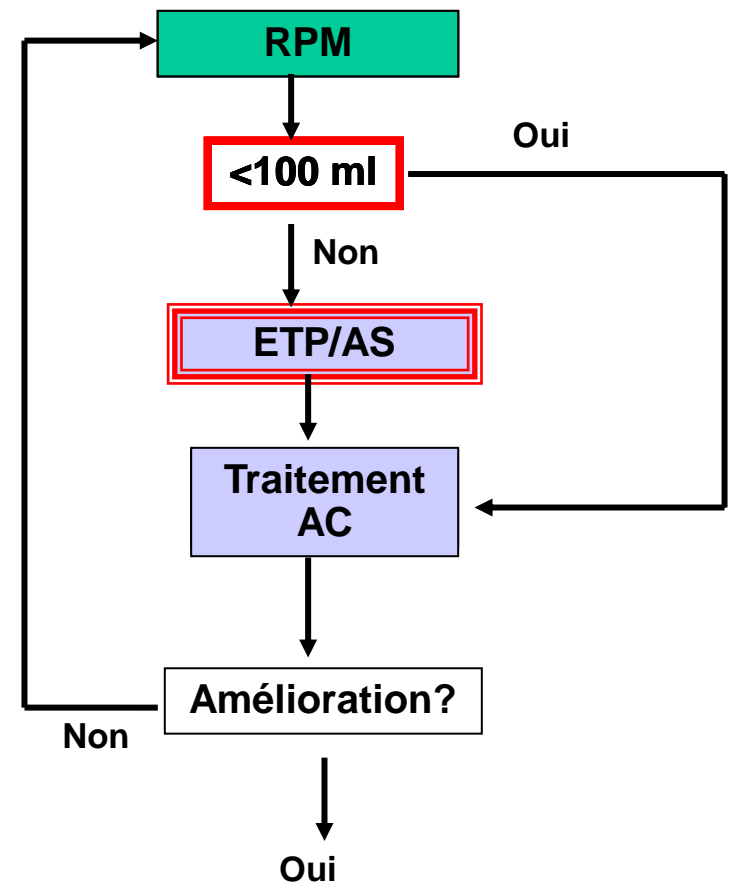 RPM
Oui
<100 ml
Non
ETP/AS
Traitement
AC
Amélioration?
Non
Oui